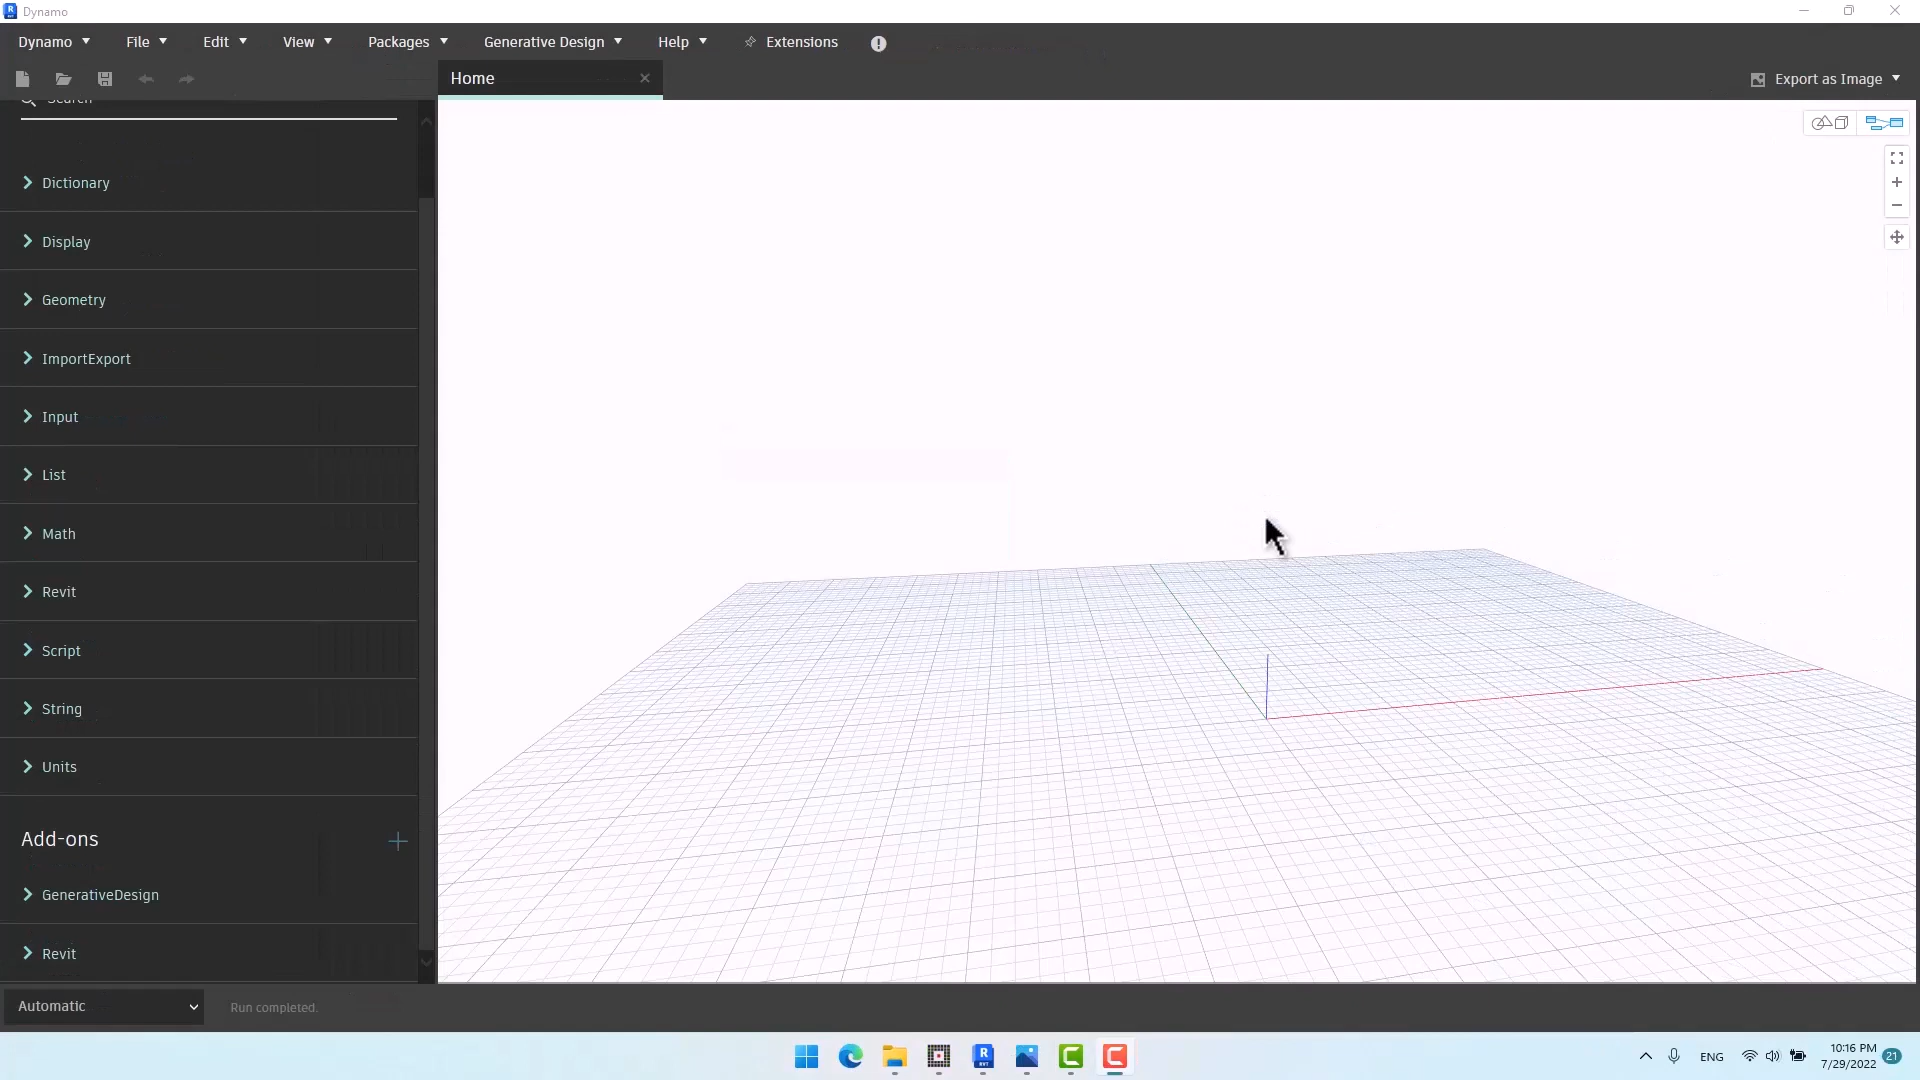 Dynamo
Dynamo File Edit View Packages Generative Design Help Extensions
Home
Export as Image
Search
Dictionary
Display
Geometry
ImportExport
Input
List
Math
Revit
Script
String
Units
Add-ons
GenerativeDesign
Revit
Automatic
Run completed.
ENG
10:16 PM
7/29/2022
21